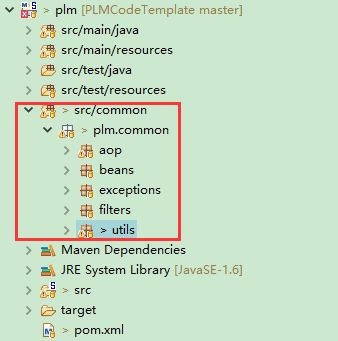 > plm [PLMCodeTemplate master]
src/main/java
src/main/resources
src/test/java
src/test/resources
> src/common
> plm.common
aop
beans
exceptions
filters
> utils
Maven Dependencies
JRE System Library [JavaSE-1.6]
> src
target
> pom.xml